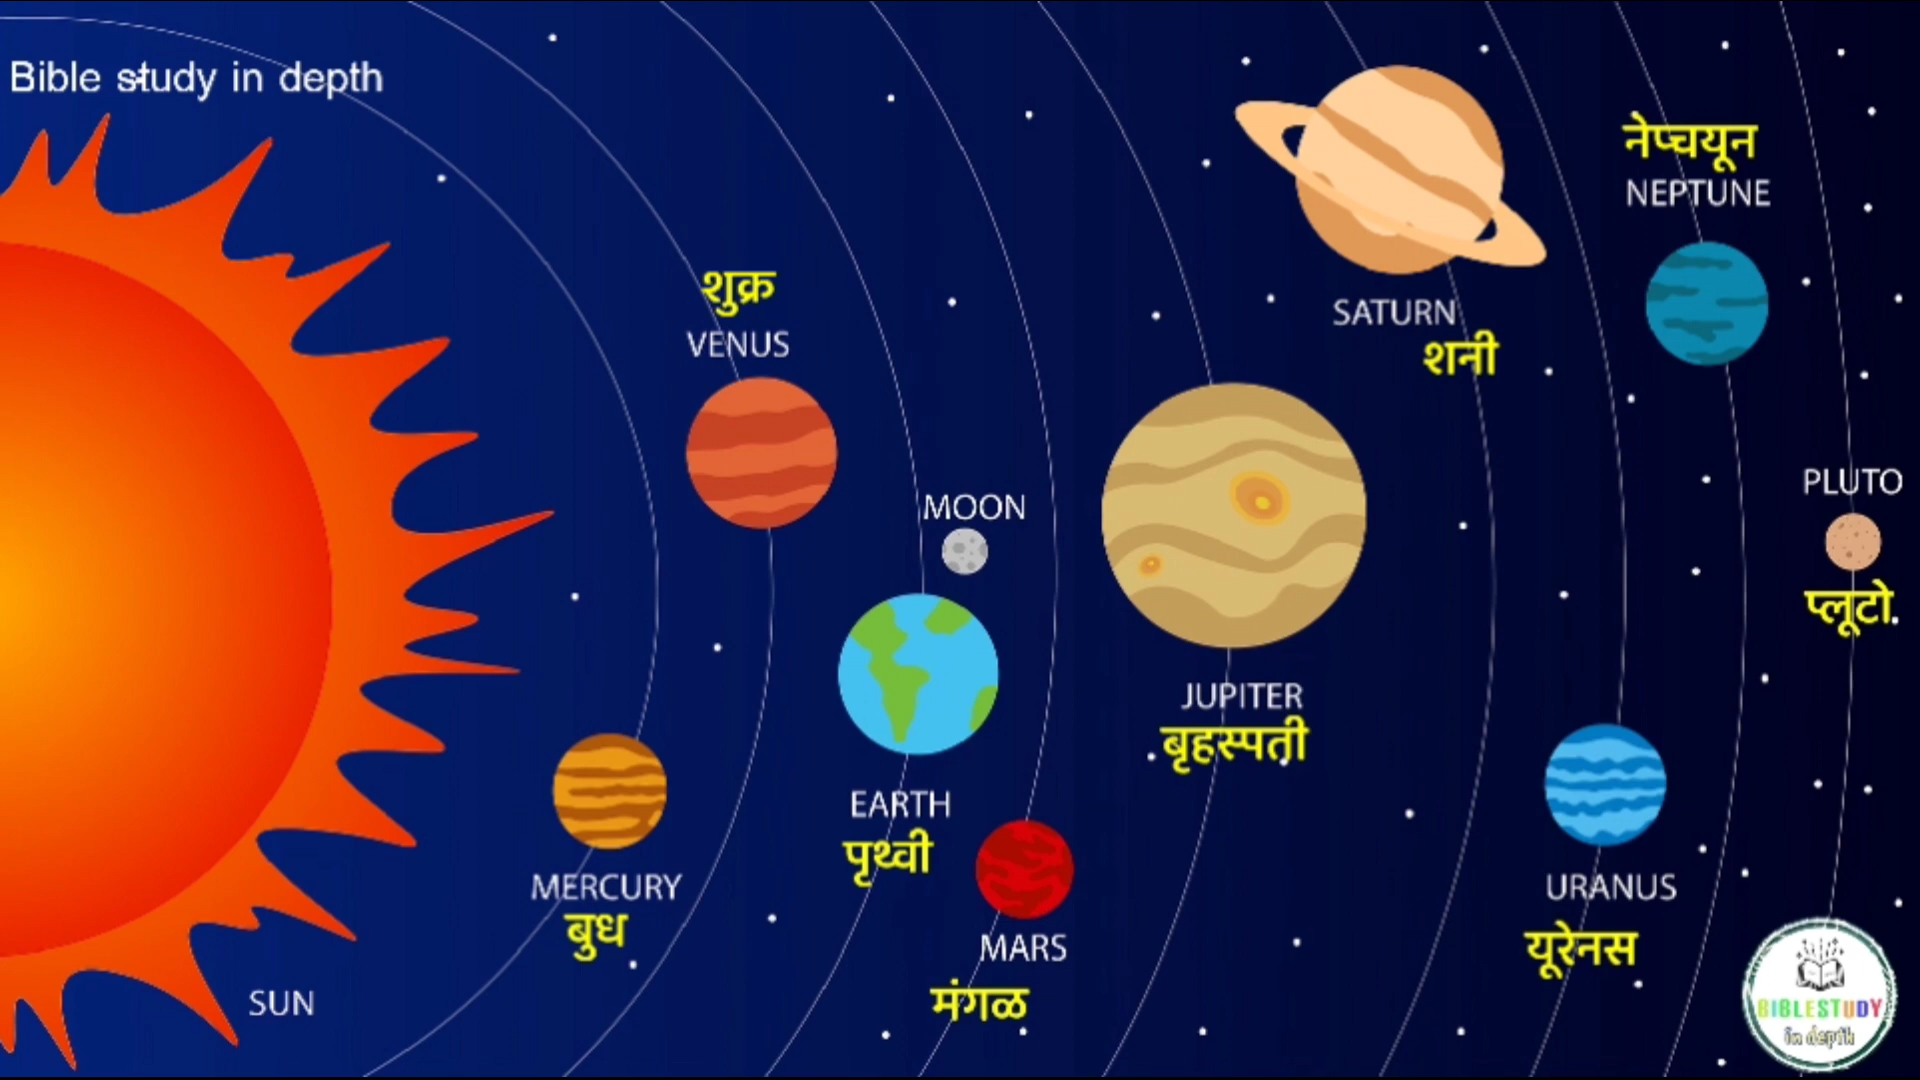 Bible study in depth
नेप्चयून
NEPTUNE
शुक्र
VENUS
SATURN
शनी
PLUTO
प्लूटो.
MOON
JUPITER
बृहस्पती
EARTH
पृथ्वी
MERCURY
बुध
URANUS
यूरेनस
MARS
मंगळ
SUN
BIBLESTUDY
in depth